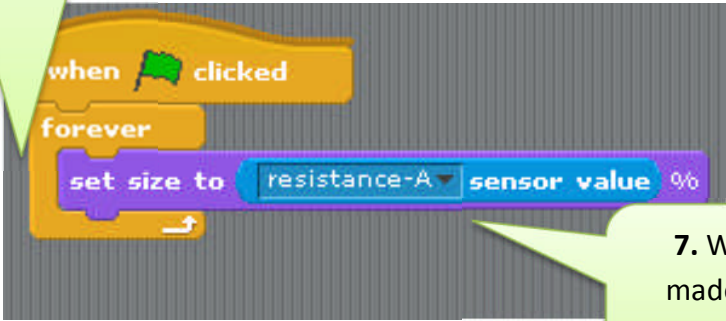 when clicked
forever
set size to resistance-A sensor value %
7. W
made